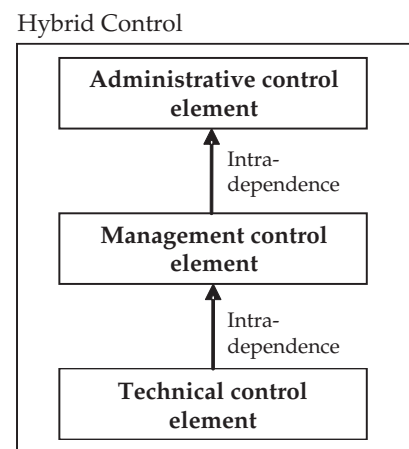 Hybrid Control
Administrative control
element
Intra-
dependence
Management control
element
Intra-
dependence
Technical control
element